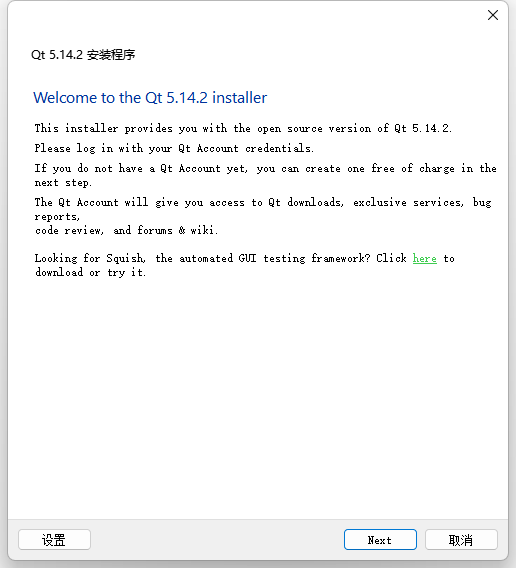 Qt 5.14.2 安装程序
Welcome to the Qt 5.14.2 installer
This installer provides you with the open source version of Qt 5.14.2.
Please log in with your Qt Account credentials.
If you do not have a Qt Account yet, you can create one free of charge in the
next step.
The Qt Account will give you access to Qt downloads, exclusive services, bug
reports,
code review, and forums & wiki.
Looking for Squish, the automated GUI testing framework? Click here to
download or try it.
设置
Next
取消